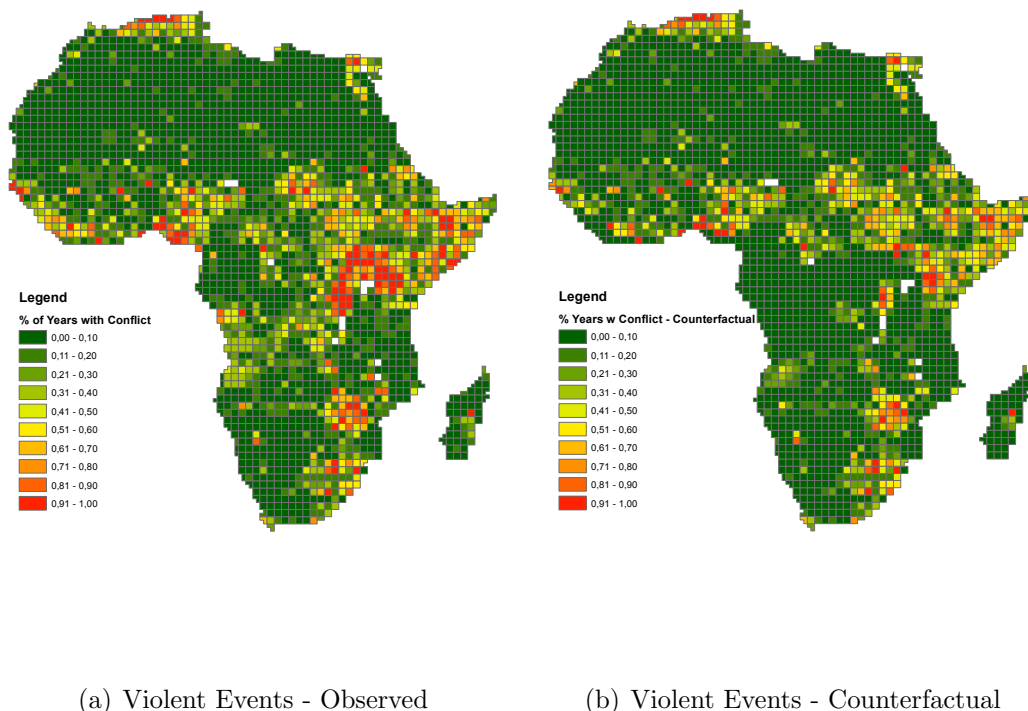 Legend
% of Years with Conflict
0,00 - 0,10
0,11 - 0,20
0,21 - 0,30
0,31 - 0,40
0,41 - 0,50
0,51 - 0,60
0,61 - 0,70
0,71 - 0,80
0,81 - 0,90
0,91 - 1,00
(a) Violent Events - Observed
Legend
% Years w Conflict - Counterfactual
0,00 - 0,10
0,11 - 0,20
0,21 - 0,30
0,31 - 0,40
0,41 - 0,50
0,51 - 0,60
0,61 - 0,70
0,71 - 0,80
0,81 - 0,90
0,91 - 1,00
(b) Violent Events - Counterfactual